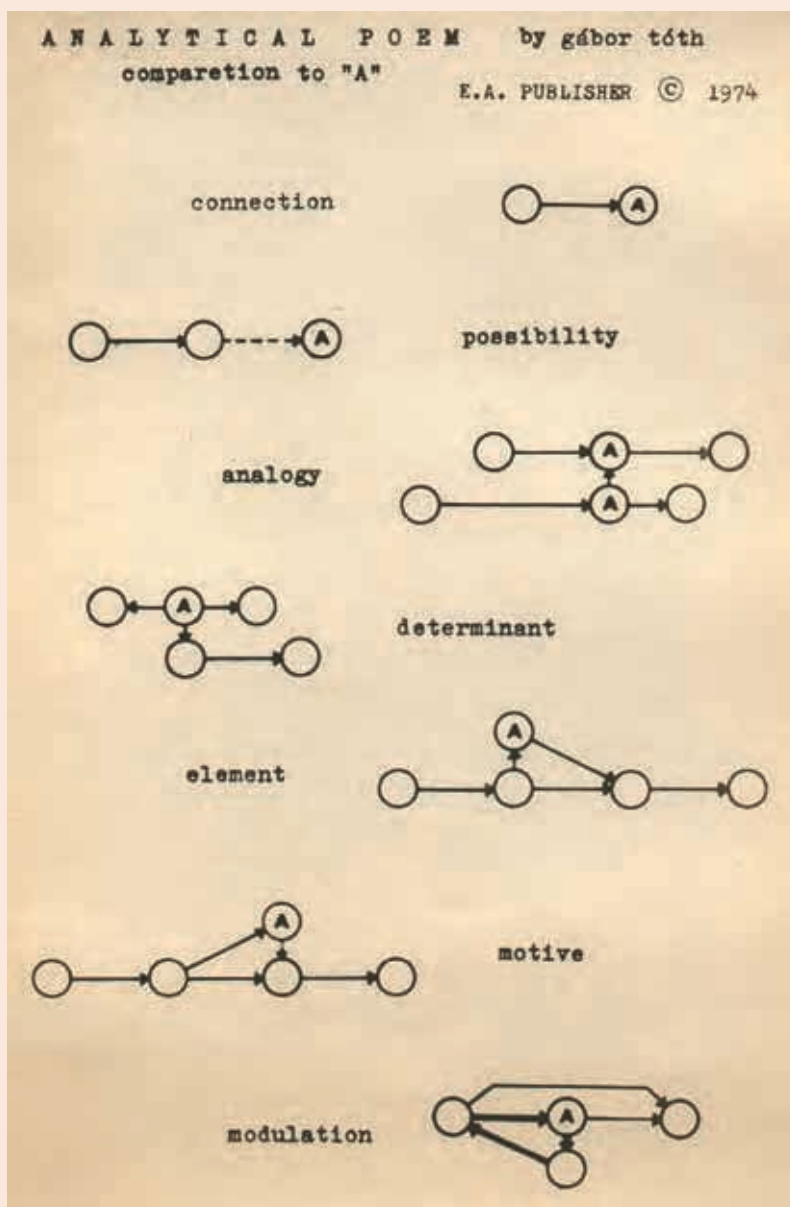 A N A L Y T I C A L P O E M by gábor tóth
comparetion to "A"
E.A. PUBLISHER © 1974
connection
A
A
possibility
analogy
A
A
A
determinant
A
element
A
motive
modulation
A